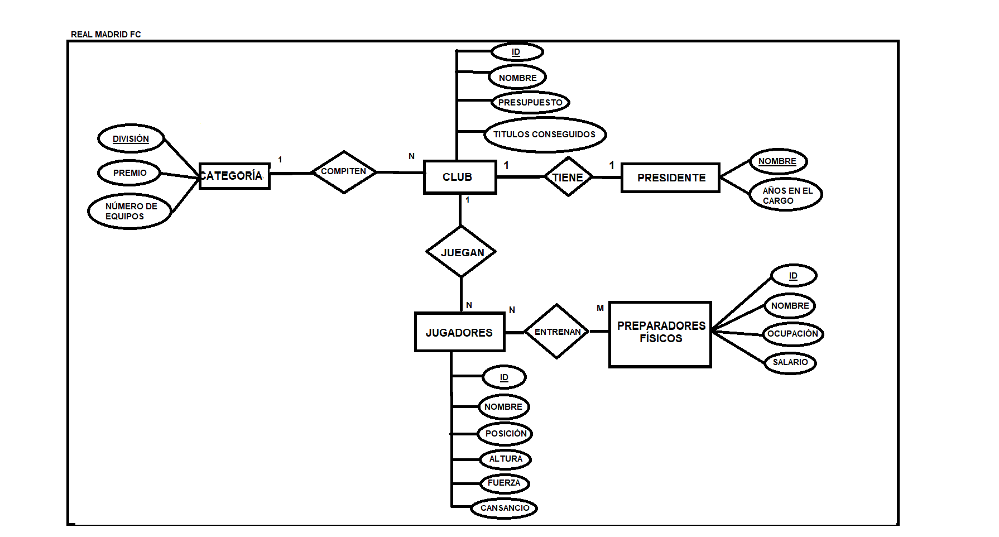 REAL MADRID FC
ID
NOMBRE
PRESUPUESTO
TITULOS CONSEGUIDOS
DIVISIÓN
PREMIO
NÚMERO DE
EQUIPOS
CATEGORÍA
1
COMPITEN
N
CLUB
1
TIENE
1
PRESIDENTE
NOMBRE
AÑOS EN EL
CARGO
1
JUEGAN
N
JUGADORES
N
ENTRENAN
M
PREPARADORES
FÍSICOS
ID
NOMBRE
OCUPACIÓN
SALARIO
ID
NOMBRE
POSICIÓN
ALTURA
FUERZA
CANSANCIO